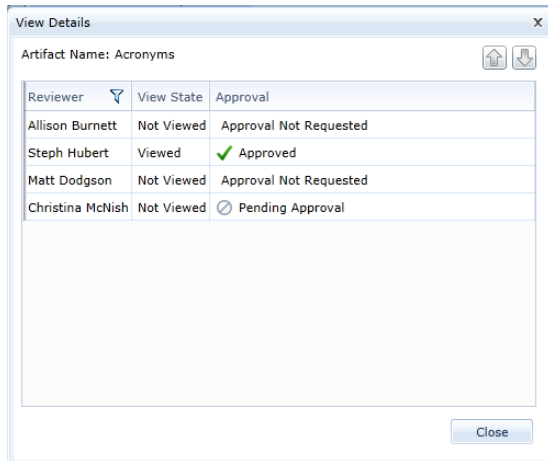 View Details x
Artifact Name: Acronyms
Reviewer View State Approval
Allison Burnett Not Viewed Approval Not Requested
Steph Hubert Viewed Approved
Matt Dodgson Not Viewed Approval Not Requested
Christina McNish Not Viewed Pending Approval
Close